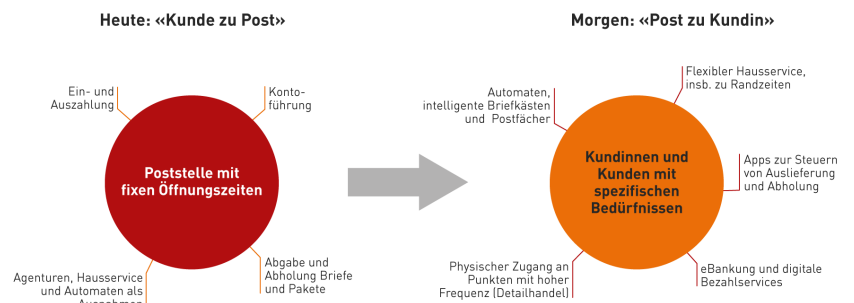 Heute: «Kunde zu Post»
Ein- und
Auszahlung
Konto-
führung
Poststelle mit
fixen Öffnungszeiten
Abgabe und
Abholung Briefe
und Pakete
Agenturen, Hausservice
und Automaten als
Morgen: «Post zu Kundin»
Automaten,
intelligente Briefkästen
und Postfächer
Flexibler Hausservice,
insb. zu Randzeiten
Kundinnen und
Kunden mit
spezifischen
Bedürfnissen
Apps zur Steuern
von Auslieferung
und Abholung
Physischer Zugang an
Punkten mit hoher
Frequenz (Detailhandel)
eBankung und digitale
Bezahlservices